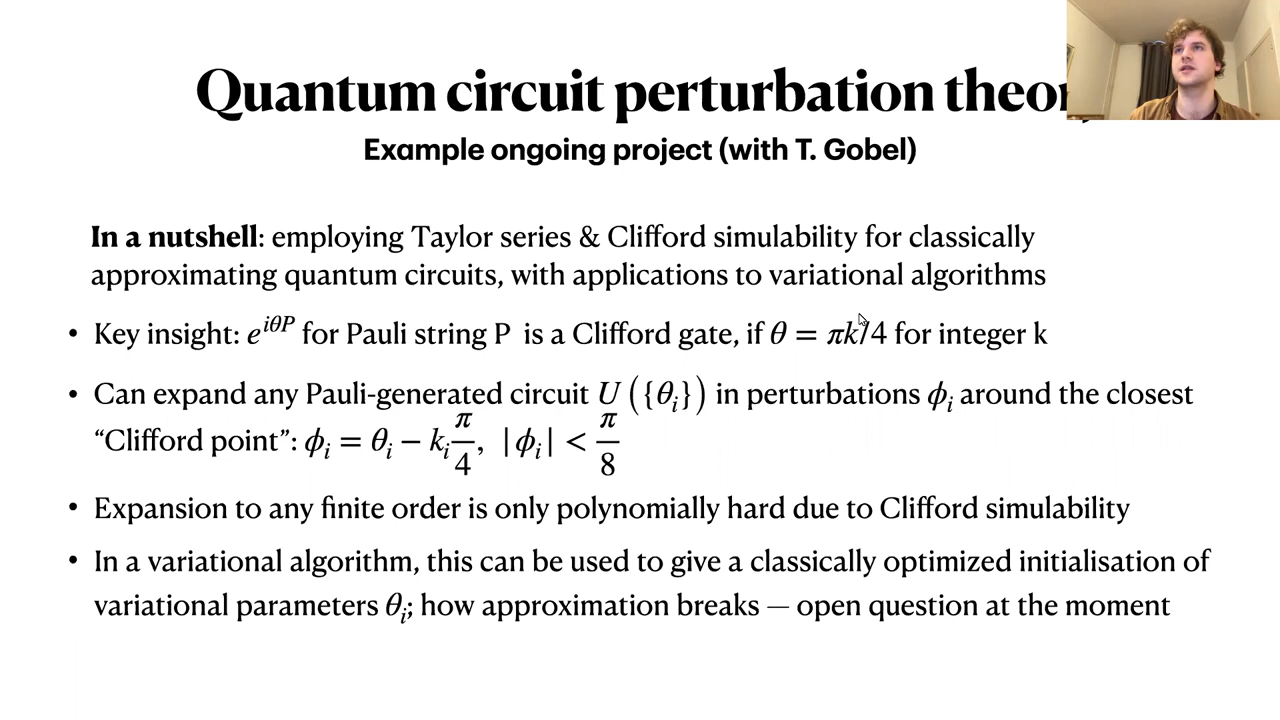 Quantum circuit perturbation
Example ongoing project (with T. Gobel)
In a nutshell: employing Taylor series & Clifford simulability for classically
approximating quantum circuits, with applications to variational algorithms
• Key insight: e^{iθP} for Pauli string P is a Clifford gate, if θ = πk/4 for integer k
• Can expand any Pauli-generated circuit U ({θ_i}) in perturbations ϕ_i around the closest
“Clifford point”: ϕ_i = θ_i − k_i π/4, |ϕ_i| < π/8
• Expansion to any finite order is only polynomially hard due to Clifford simulability
• In a variational algorithm, this can be used to give a classically optimized initialisation of
variational parameters θ_i; how approximation breaks — open question at the moment